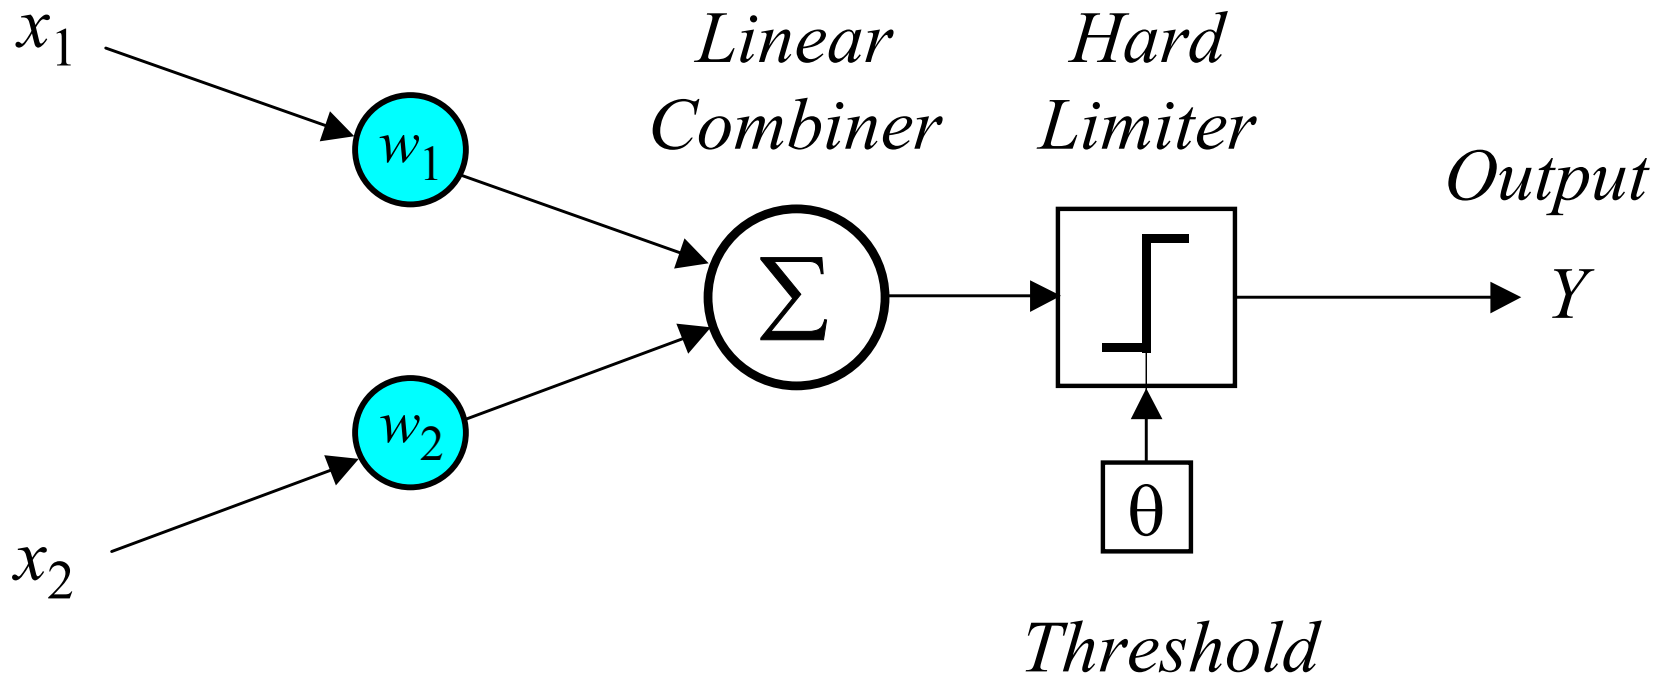 x₁
Linear
Combiner
Hard
Limiter
w₁
Output
Σ
Y
w₂
θ
x₂
Threshold